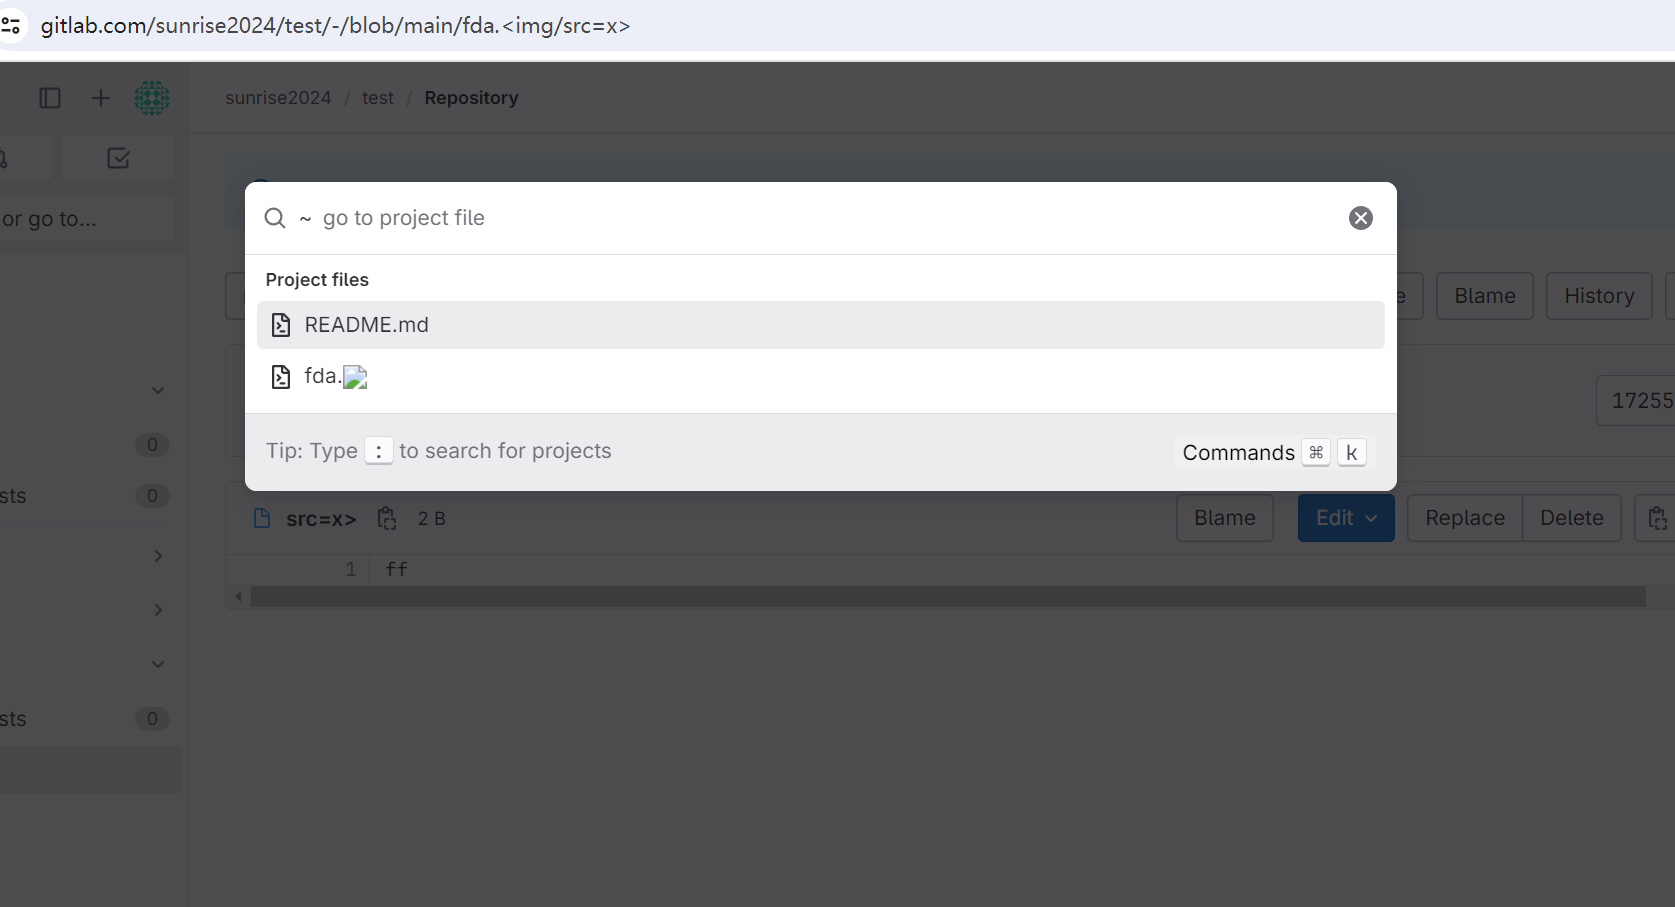 gitlab.com/sunrise2024/test/-/blob/main/fda.<img/src=x>
sunrise2024 / test / Repository
or go to...
~ go to project file
Project files
README.md
fda.
Blame
History
17255
0
sts 0
Tip: Type : to search for projects
Commands ⌘ k
src=x> 2 B
Blame
Edit
Replace
Delete
1 ff
sts 0